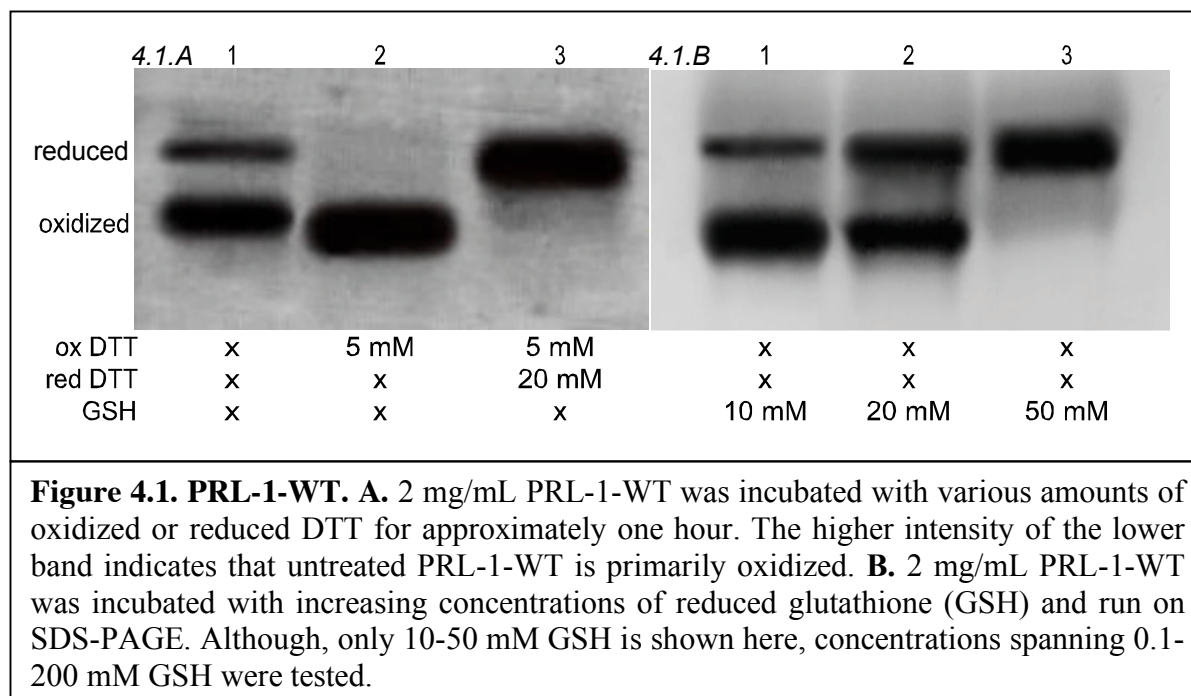 4.1.A 1 2 3 4.1.B 1 2 3
reduced
oxidized
ox DTT x 5 mM 5 mM x x x
red DTT x x 20 mM x x x
GSH x x x 10 mM 20 mM 50 mM
Figure 4.1. PRL-1-WT. A. 2 mg/mL PRL-1-WT was incubated with various amounts of
oxidized or reduced DTT for approximately one hour. The higher intensity of the lower
band indicates that untreated PRL-1-WT is primarily oxidized. B. 2 mg/mL PRL-1-WT
was incubated with increasing concentrations of reduced glutathione (GSH) and run on
SDS-PAGE. Although, only 10-50 mM GSH is shown here, concentrations spanning 0.1-
200 mM GSH were tested.